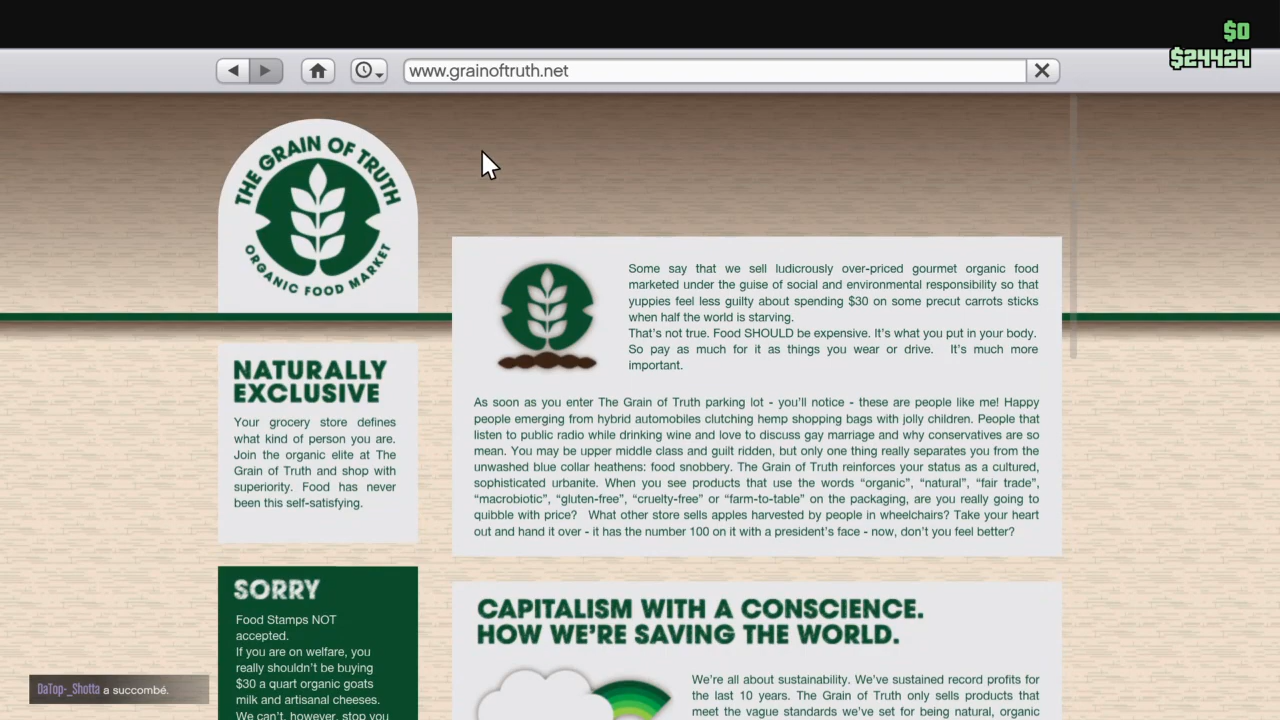 $0
$24424
www.grainoftruth.net
THE GRAIN OF TRUTH
ORGANIC FOOD MARKET
Some say that we sell ludicrously over-priced gourmet organic food
marketed under the guise of social and environmental responsibility so that
yuppies feel less guilty about spending $30 on some precut carrots sticks
when half the world is starving.
That's not true. Food SHOULD be expensive. It's what you put in your body.
So pay as much for it as things you wear or drive. It's much more
important.
As soon as you enter The Grain of Truth parking lot - you'll notice - these are people like me! Happy
people emerging from hybrid automobiles clutching hemp shopping bags with jolly children. People that
listen to public radio while drinking wine and love to discuss gay marriage and why conservatives are so
mean. You may be upper middle class and guilt ridden, but only one thing really separates you from the
unwashed blue collar heathens: food snobbery. The Grain of Truth reinforces your status as a cultured,
sophisticated urbanite. When you see products that use the words “organic”, “natural”, “fair trade”,
“macrobiotic”, “gluten-free”, “cruelty-free” or “farm-to-table” on the packaging, are you really going to
quibble with price? What other store sells apples harvested by people in wheelchairs? Take your heart
out and hand it over - it has the number 100 on it with a president's face - now, don't you feel better?
NATURALLY
EXCLUSIVE
Your grocery store defines
what kind of person you are.
Join the organic elite at The
Grain of Truth and shop with
superiority. Food has never
been this self-satisfying.
SORRY
Food Stamps NOT
accepted.
If you are on welfare, you
really shouldn't be buying
$30 a quart organic goats
milk and artisanal cheeses.
We can't, however, stop you
CAPITALISM WITH A CONSCIENCE.
HOW WE'RE SAVING THE WORLD.
We're all about sustainability. We've sustained record profits for
the last 10 years. The Grain of Truth only sells products that
meet the vague standards we've set for being natural, organic
DaTop-_Shotta a succombé.